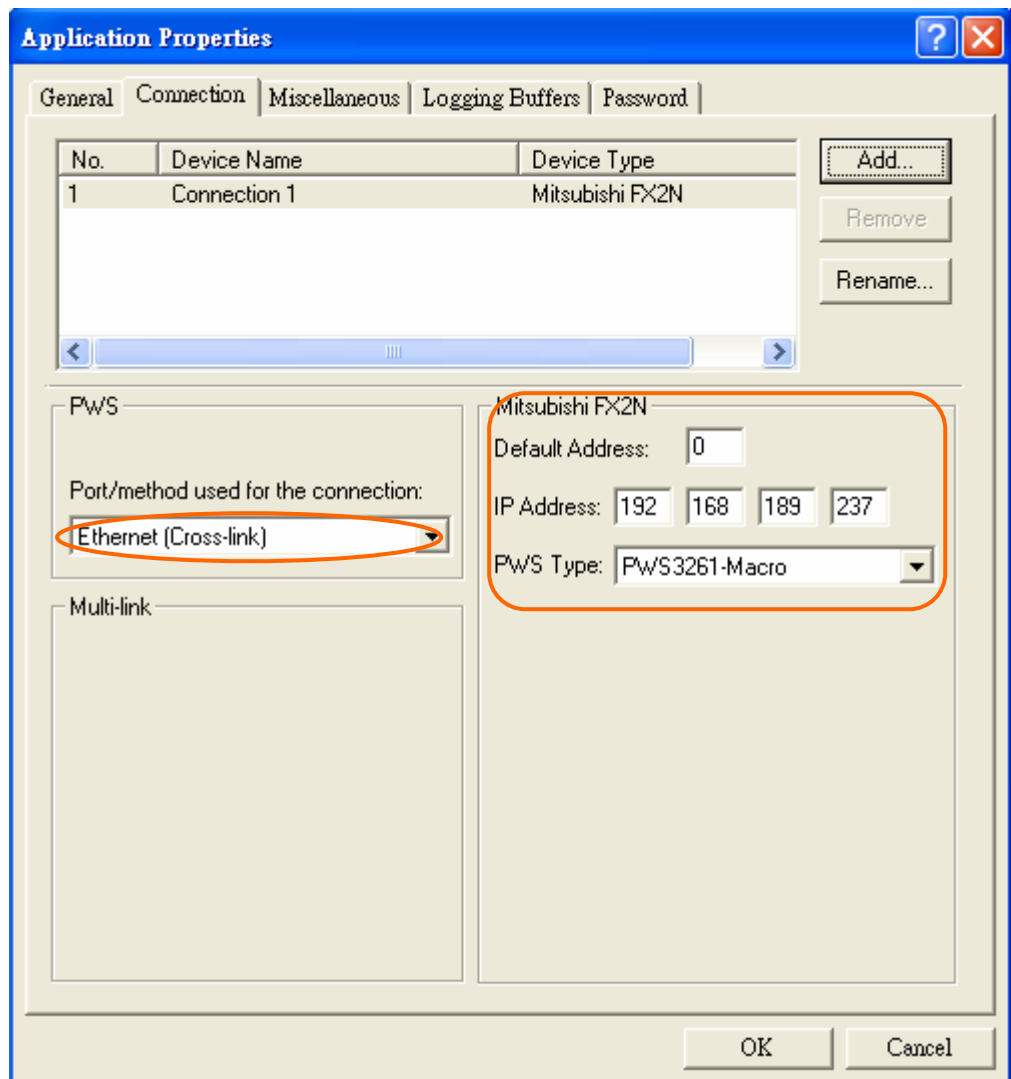 Application Properties
General Connection Miscellaneous Logging Buffers Password
No. Device Name Device Type
1 Connection 1 Mitsubishi FX2N
Add...
Remove
Rename...
PWS
Port/method used for the connection:
Ethernet (Cross-link)
Multi-link
Mitsubishi FX2N
Default Address: 0
IP Address: 192 168 189 237
PWS Type: PWS3261-Macro
OK Cancel